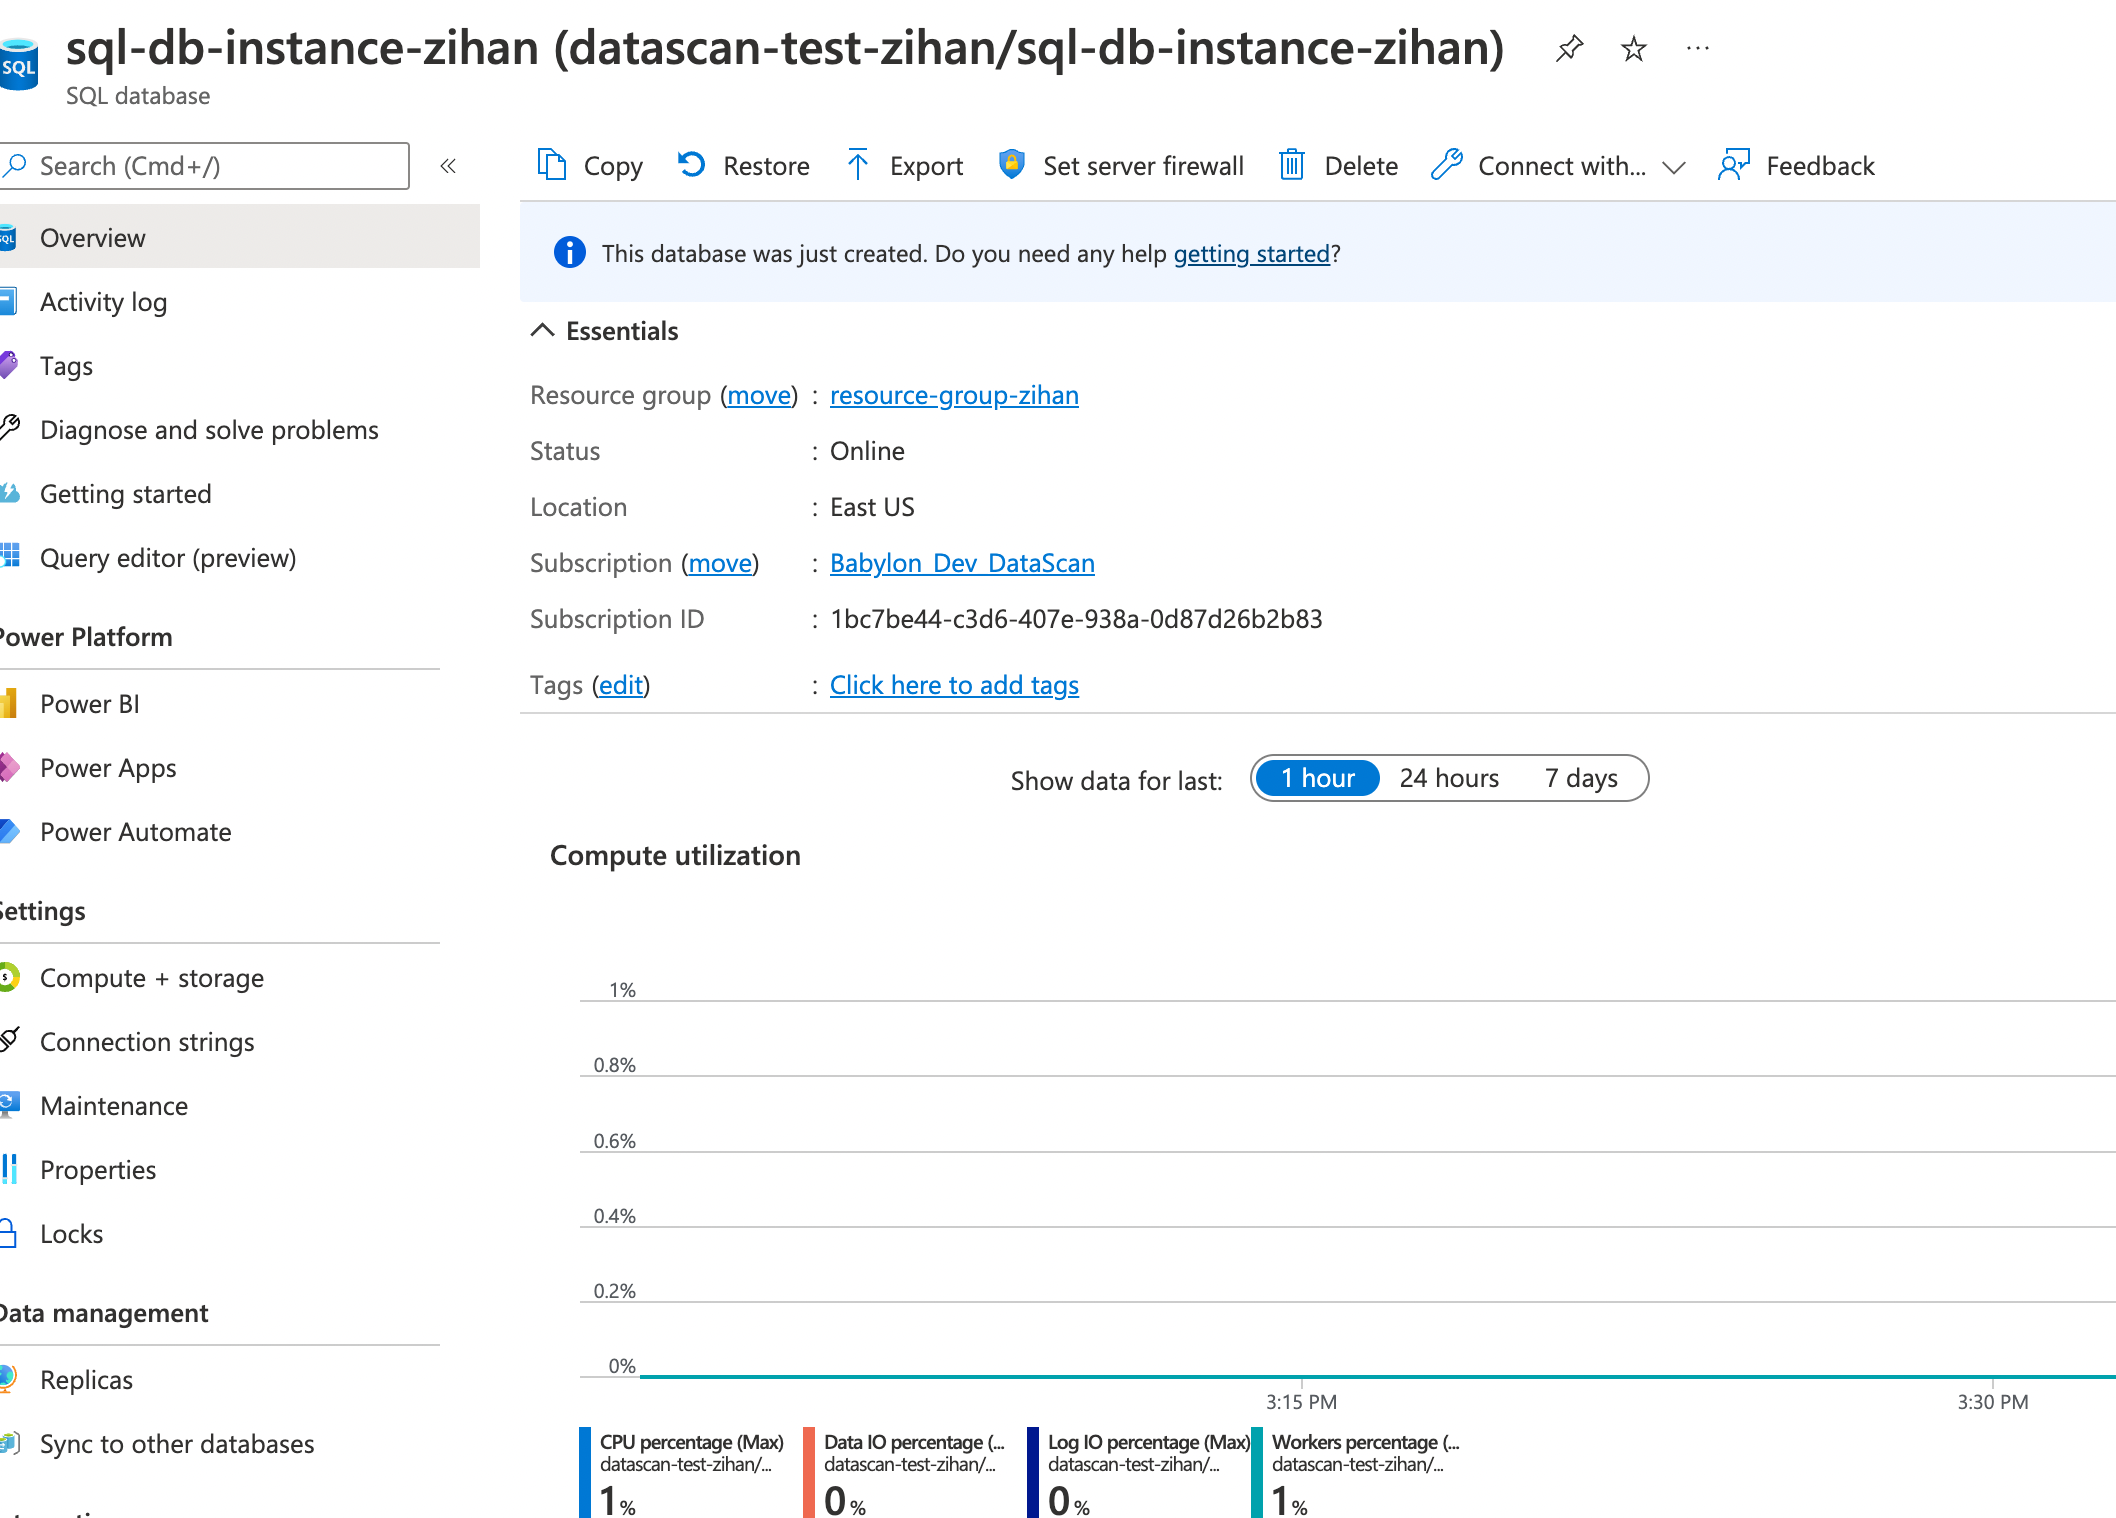 sql-db-instance-zihan (datascan-test-zihan/sql-db-instance-zihan)
SQL
SQL database
Search (Cmd+/)
Copy
Restore
Export
Set server firewall
Delete
Connect with...
Feedback
Overview
Activity log
Tags
Diagnose and solve problems
Getting started
Query editor (preview)
Power Platform
Power BI
Power Apps
Power Automate
Settings
Compute + storage
Connection strings
Maintenance
Properties
Locks
Data management
Replicas
Sync to other databases
This database was just created. Do you need any help getting started?
Essentials
Resource group (move) : resource-group-zihan
Status : Online
Location : East US
Subscription (move) : Babylon_Dev_DataScan
Subscription ID : 1bc7be44-c3d6-407e-938a-0d87d26b2b83
Tags (edit) : Click here to add tags
Show data for last: 1 hour 24 hours 7 days
Compute utilization
1%
0.8%
0.6%
0.4%
0.2%
0%
3:15 PM
3:30 PM
CPU percentage (Max)
datascan-test-zihan/...
1 %
Data IO percentage (...
datascan-test-zihan/...
0 %
Log IO percentage (Max)
datascan-test-zihan/...
0 %
Workers percentage (...
datascan-test-zihan/...
1 %